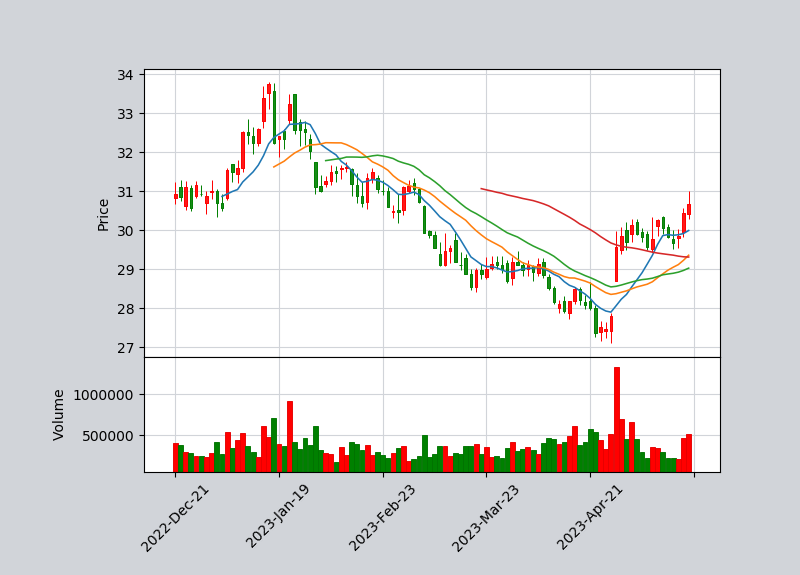 34
33
32
31
30
29
28
27
Price
1000000
500000
Volume
2022-Dec-21
2023-Jan-19
2023-Feb-23
2023-Mar-23
2023-Apr-21